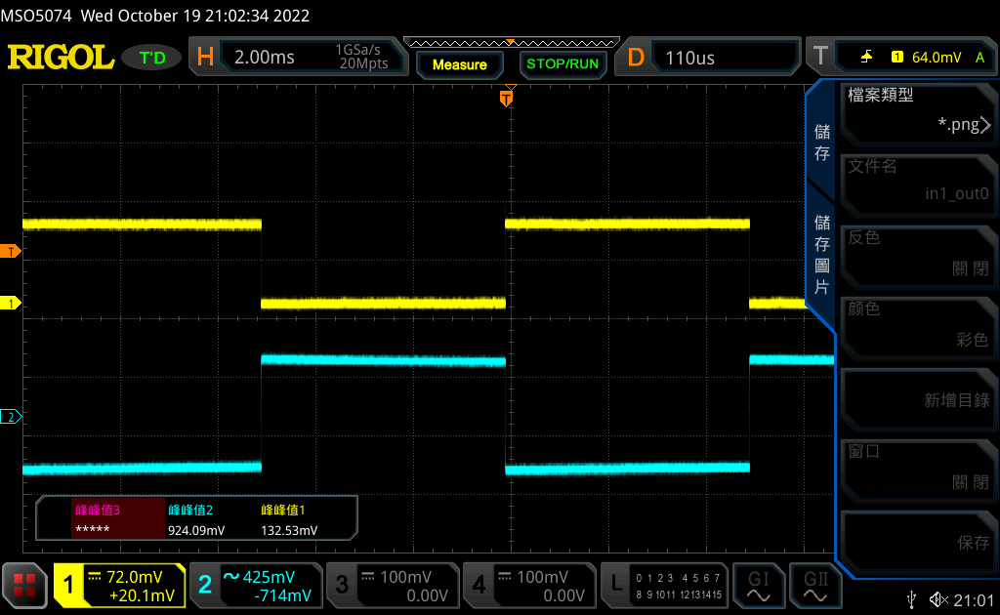 MSO5074 Wed October 19 21:02:34 2022
RIGOL T'D H 2.00ms 1GSa/s 20Mpts Measure STOP/RUN D 110us T 1 64.0mV A
T
儲存
儲存圖片
檔案類型
*.png
文件名
in1_out0
反色
關閉
颜色
彩色
新增目錄
窗口
關閉
保存
T
1
2
峰峰值3 峰峰值2 峰峰值1
***** 924.09mV 132.53mV
1 72.0mV +20.1mV
2 425mV -714mV
3 100mV 0.00V
4 100mV 0.00V
L 0 1 2 3 4 5 6 7
8 9 10 11 12 13 14 15
GI GII
21:01